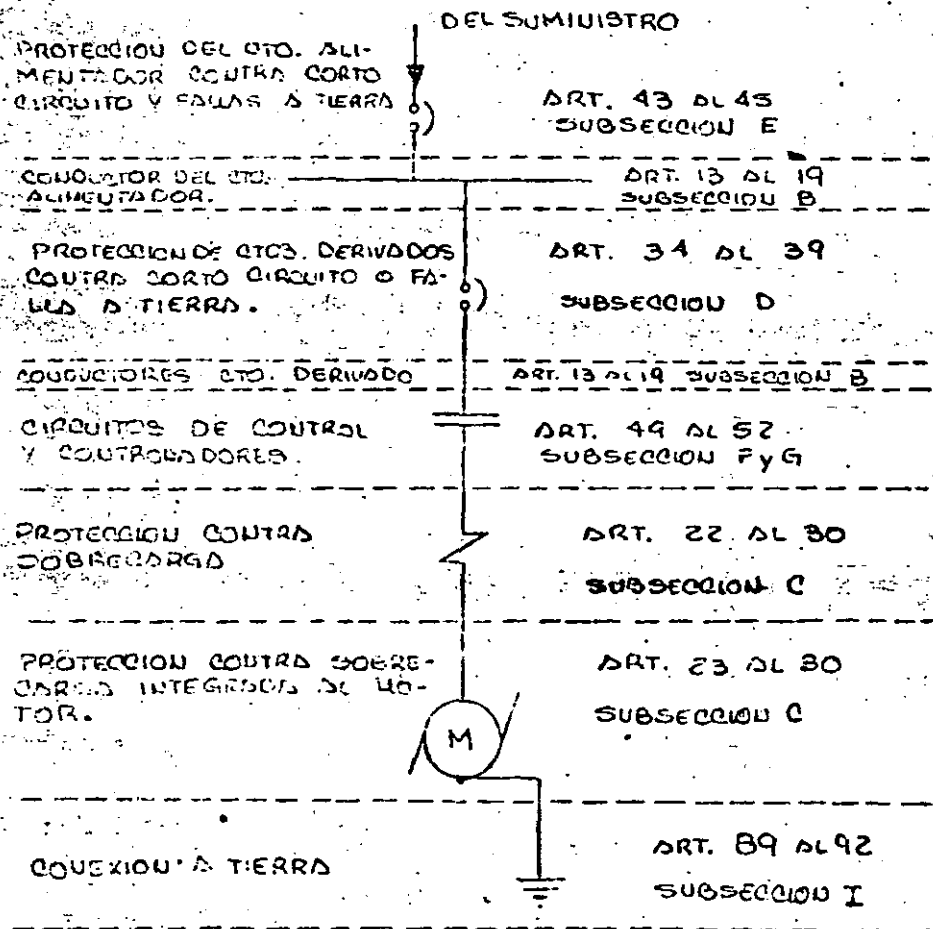 DEL SUMINISTRO
PROTECCION DEL CTO. ALI-
MENTADOR CONTRA CORTO
CIRCUITO Y FALLAS A TIERRA
ART. 43 AL 45
SUBSECCION E
CONDUCTOR DEL CTO.
ALIMENTADOR.
ART. 13 AL 19
SUBSECCION B
PROTECCION DE CTOS. DERIVADOS
CONTRA CORTO CIRCUITO O FA-
LLA A TIERRA.
ART. 34 AL 39
SUBSECCION D
CONDUCTORES CTO. DERIVADO
ART. 13 AL 19 SUBSECCION B
CIRCUITOS DE CONTROL
Y CONTROLADORES.
ART. 49 AL 52
SUBSECCION F y G
PROTECCION CONTRA
SOBRECARGA
ART. 22 AL 30
SUBSECCION C
PROTECCION CONTRA SOBRE-
CARGA INTEGRADA AL MO-
TOR.
ART. 23 AL 30
SUBSECCION C
M
CONEXION A TIERRA
ART. 89 AL 92
SUBSECCION I